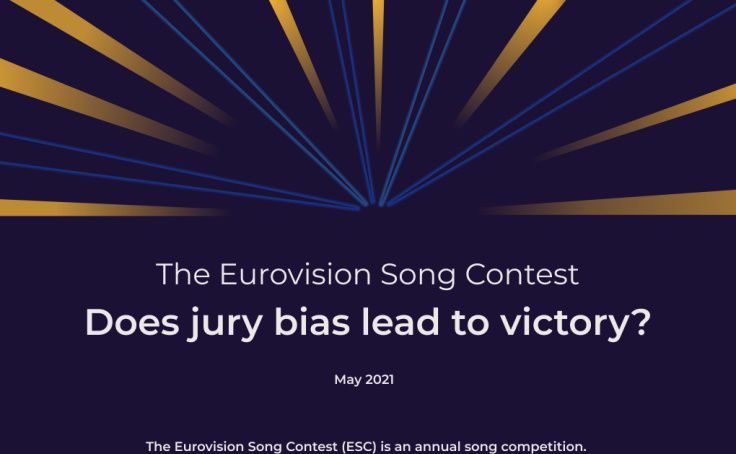 The Eurovision Song Contest
Does jury bias lead to victory?
May 2021
The Eurovision Song Contest (ESC) is an annual song competition.